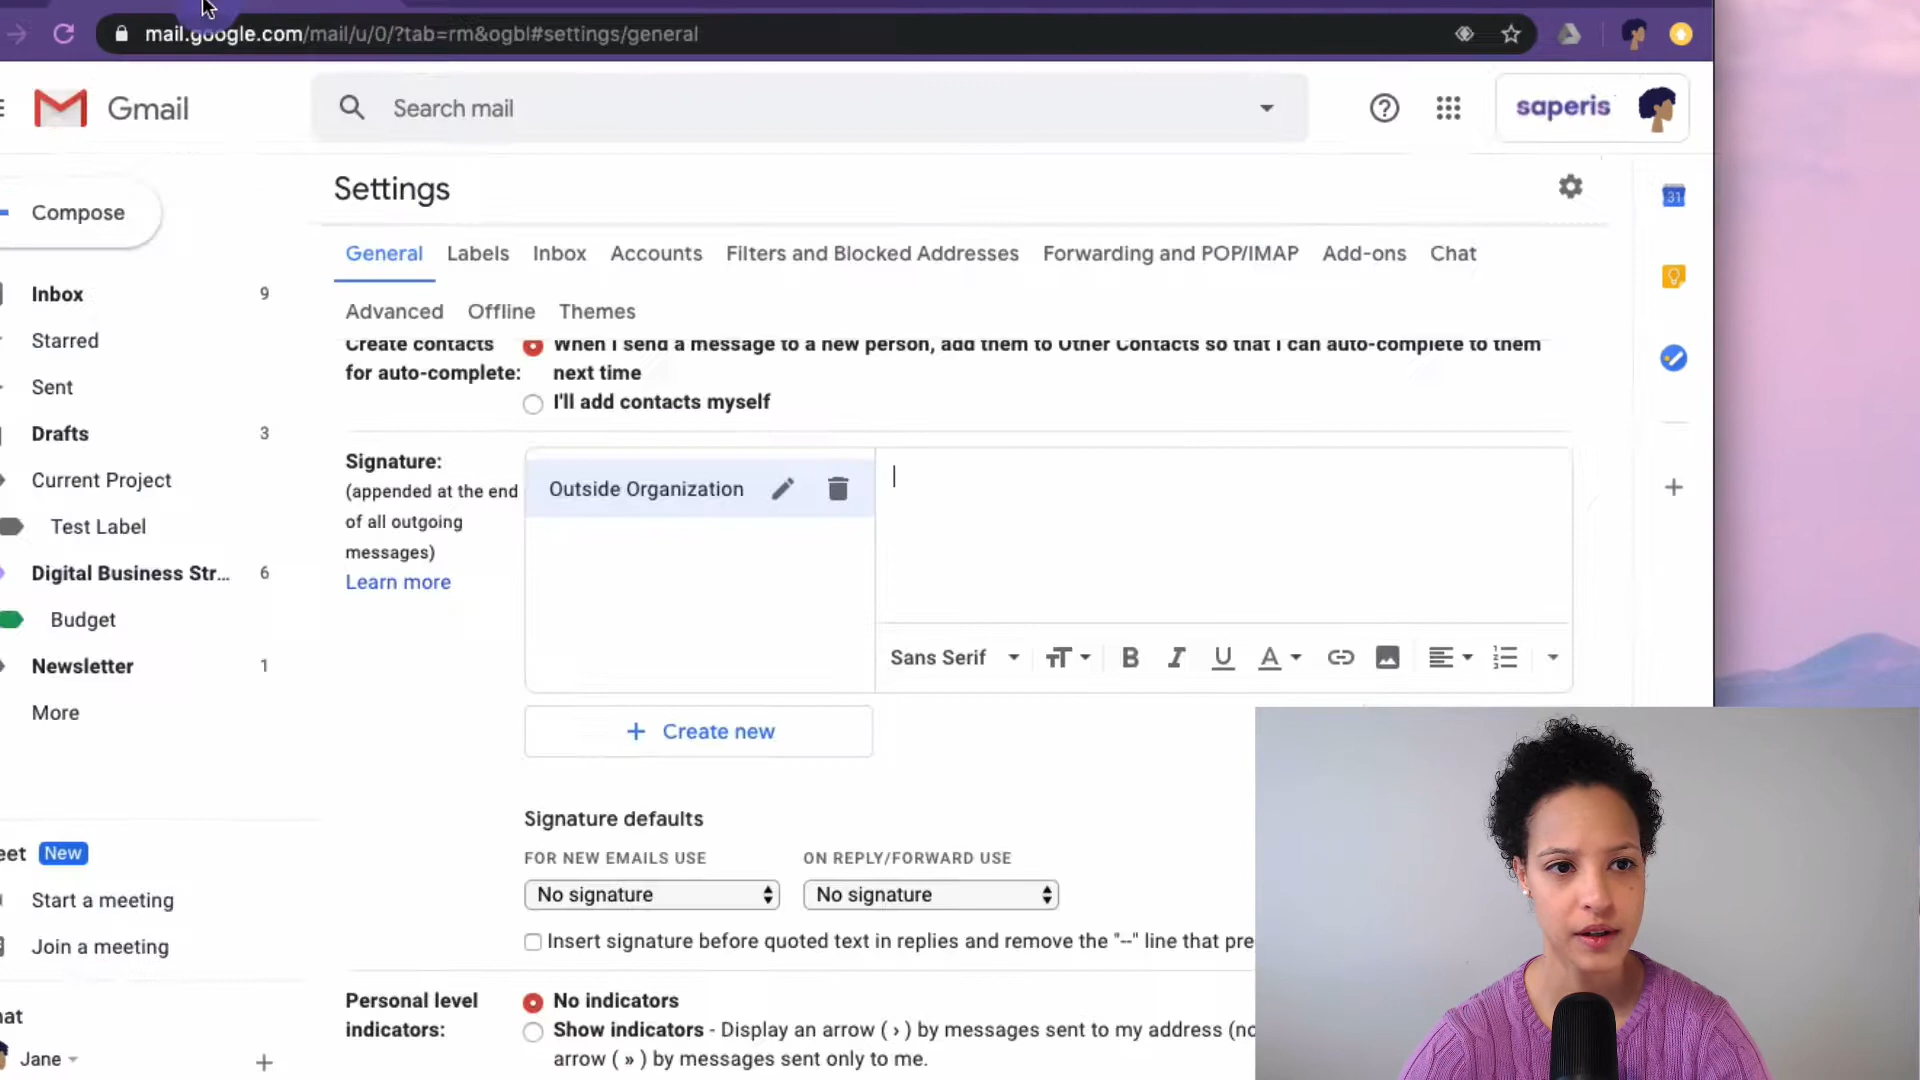 mail.google.com/mail/u/0/?tab=rm&ogbl#settings/general
Gmail
Search mail
saperis
Settings
31
Compose
General Labels Inbox Accounts Filters and Blocked Addresses Forwarding and POP/IMAP Add-ons Chat
Advanced Offline Themes
Inbox 9
Starred
Sent
Drafts 3
Current Project
Test Label
Digital Business Str... 6
Budget
Newsletter 1
More
Create contacts
for auto-complete:
When I send a message to a new person, add them to Other Contacts so that I can auto-complete to them
next time
I'll add contacts myself
Signature:
(appended at the end
of all outgoing
messages)
Learn more
Outside Organization
Sans Serif
B I U A
+ Create new
Signature defaults
FOR NEW EMAILS USE ON REPLY/FORWARD USE
No signature No signature
Insert signature before quoted text in replies and remove the "--" line that pre
Personal level
indicators:
No indicators
Show indicators - Display an arrow ( › ) by messages sent to my address (no
arrow ( » ) by messages sent only to me.
eet New
Start a meeting
Join a meeting
hat
Jane +